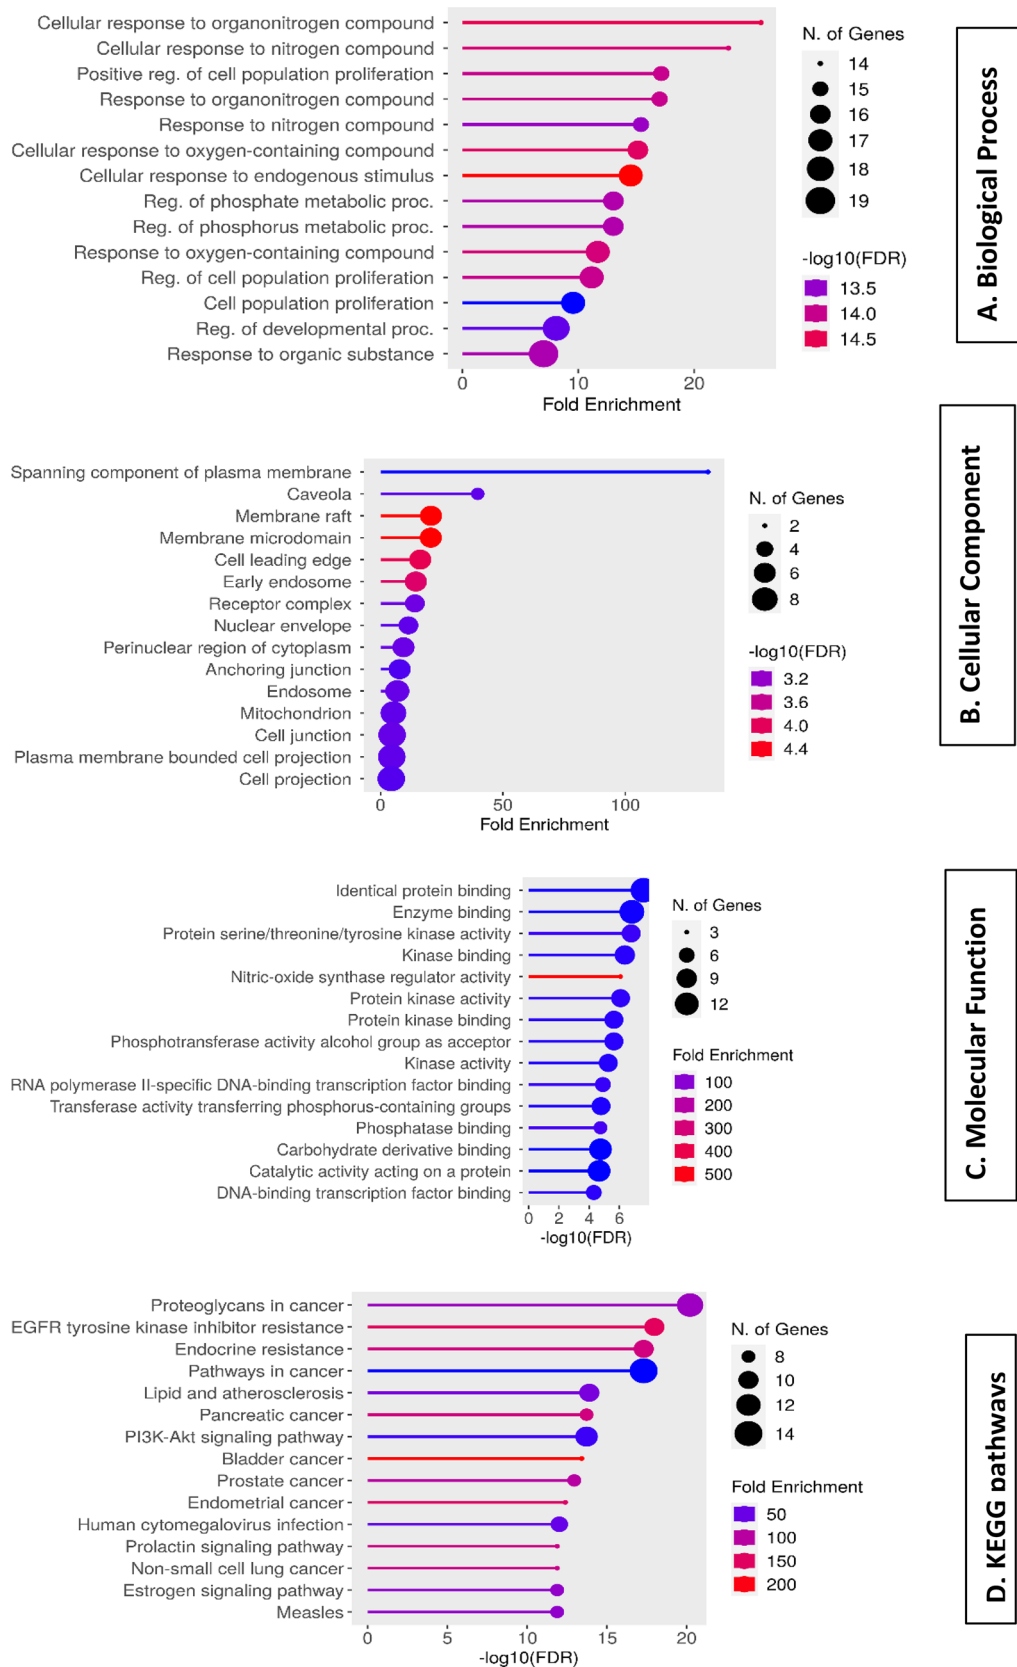 Cellular response to organonitrogen compound
Cellular response to nitrogen compound
Positive reg. of cell population proliferation
Response to organonitrogen compound
Response to nitrogen compound
Cellular response to oxygen-containing compound
Cellular response to endogenous stimulus
Reg. of phosphate metabolic proc.
Reg. of phosphorus metabolic proc.
Response to oxygen-containing compound
Reg. of cell population proliferation
Cell population proliferation
Reg. of developmental proc.
Response to organic substance
0 10 20
Fold Enrichment
N. of Genes
14
15
16
17
18
19
-log10(FDR)
13.5
14.0
14.5
A. Biological Process
Spanning component of plasma membrane
Caveola
Membrane raft
Membrane microdomain
Cell leading edge
Early endosome
Receptor complex
Nuclear envelope
Perinuclear region of cytoplasm
Anchoring junction
Endosome
Mitochondrion
Cell junction
Plasma membrane bounded cell projection
Cell projection
0 50 100
Fold Enrichment
N. of Genes
2
4
6
8
-log10(FDR)
3.2
3.6
4.0
4.4
B. Cellular Component
Identical protein binding
Enzyme binding
Protein serine/threonine/tyrosine kinase activity
Kinase binding
Nitric-oxide synthase regulator activity
Protein kinase activity
Protein kinase binding
Phosphotransferase activity alcohol group as acceptor
Kinase activity
RNA polymerase II-specific DNA-binding transcription factor binding
Transferase activity transferring phosphorus-containing groups
Phosphatase binding
Carbohydrate derivative binding
Catalytic activity acting on a protein
DNA-binding transcription factor binding
0 2 4 6
-log10(FDR)
N. of Genes
3
6
9
12
Fold Enrichment
100
200
300
400
500
C. Molecular Function
Proteoglycans in cancer
EGFR tyrosine kinase inhibitor resistance
Endocrine resistance
Pathways in cancer
Lipid and atherosclerosis
Pancreatic cancer
PI3K-Akt signaling pathway
Bladder cancer
Prostate cancer
Endometrial cancer
Human cytomegalovirus infection
Prolactin signaling pathway
Non-small cell lung cancer
Estrogen signaling pathway
Measles
0 5 10 15 20
-log10(FDR)
N. of Genes
8
10
12
14
Fold Enrichment
50
100
150
200
D. KEGG pathways